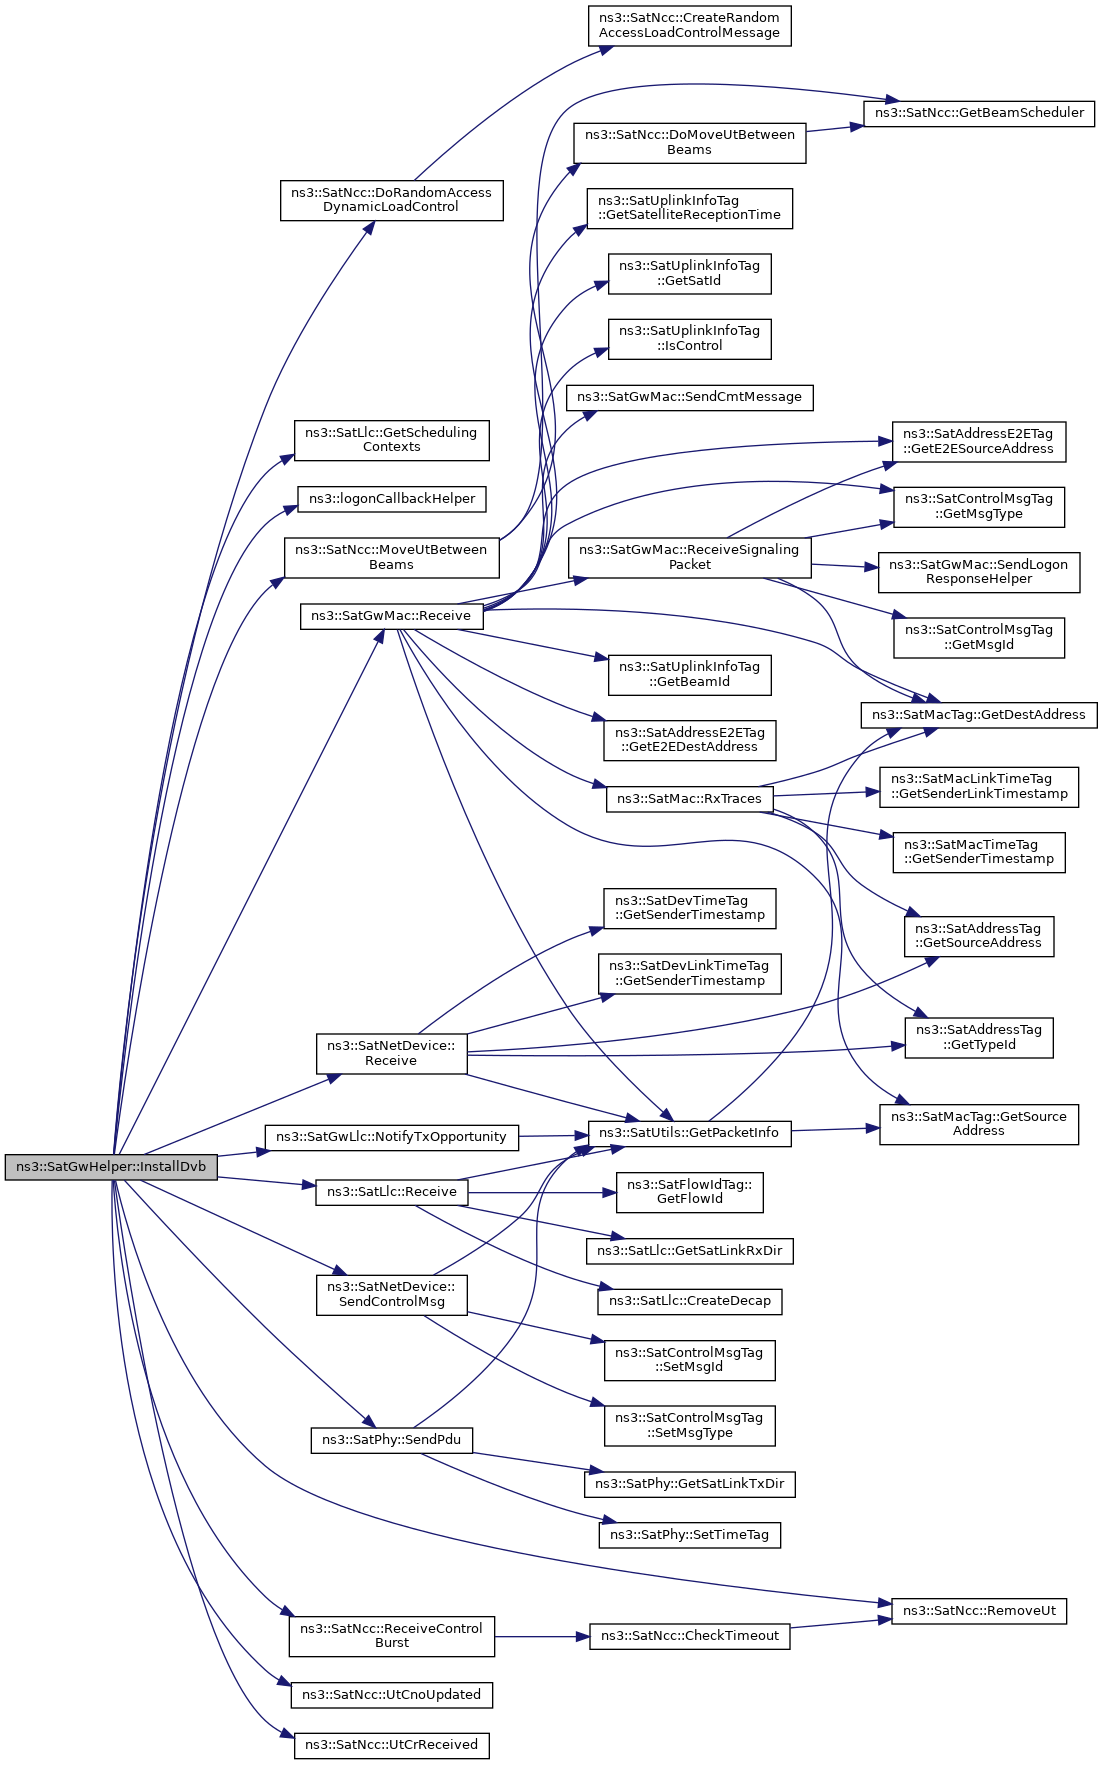 ns3::SatGwHelper::InstallDvb
ns3::SatNcc::DoRandomAccess
DynamicLoadControl
ns3::SatLlc::GetScheduling
Contexts
ns3::logonCallbackHelper
ns3::SatNcc::MoveUtBetween
Beams
ns3::SatGwMac::Receive
ns3::SatNetDevice::
Receive
ns3::SatGwLlc::NotifyTxOpportunity
ns3::SatLlc::Receive
ns3::SatNetDevice::
SendControlMsg
ns3::SatPhy::SendPdu
ns3::SatNcc::ReceiveControl
Burst
ns3::SatNcc::UtCnoUpdated
ns3::SatNcc::UtCrReceived
ns3::SatNcc::CreateRandom
AccessLoadControlMessage
ns3::SatNcc::DoMoveUtBetween
Beams
ns3::SatUplinkInfoTag
::GetSatelliteReceptionTime
ns3::SatUplinkInfoTag
::GetSatId
ns3::SatUplinkInfoTag
::IsControl
ns3::SatGwMac::SendCmtMessage
ns3::SatGwMac::ReceiveSignaling
Packet
ns3::SatUplinkInfoTag
::GetBeamId
ns3::SatAddressE2ETag
::GetE2EDestAddress
ns3::SatMac::RxTraces
ns3::SatDevTimeTag
::GetSenderTimestamp
ns3::SatDevLinkTimeTag
::GetSenderTimestamp
ns3::SatUtils::GetPacketInfo
ns3::SatFlowIdTag::
GetFlowId
ns3::SatLlc::GetSatLinkRxDir
ns3::SatLlc::CreateDecap
ns3::SatControlMsgTag
::SetMsgId
ns3::SatControlMsgTag
::SetMsgType
ns3::SatPhy::GetSatLinkTxDir
ns3::SatPhy::SetTimeTag
ns3::SatNcc::CheckTimeout
ns3::SatNcc::GetBeamScheduler
ns3::SatAddressE2ETag
::GetE2ESourceAddress
ns3::SatControlMsgTag
::GetMsgType
ns3::SatGwMac::SendLogon
ResponseHelper
ns3::SatControlMsgTag
::GetMsgId
ns3::SatMacTag::GetDestAddress
ns3::SatMacLinkTimeTag
::GetSenderLinkTimestamp
ns3::SatMacTimeTag
::GetSenderTimestamp
ns3::SatAddressTag
::GetSourceAddress
ns3::SatAddressTag
::GetTypeId
ns3::SatMacTag::GetSource
Address
ns3::SatNcc::RemoveUt